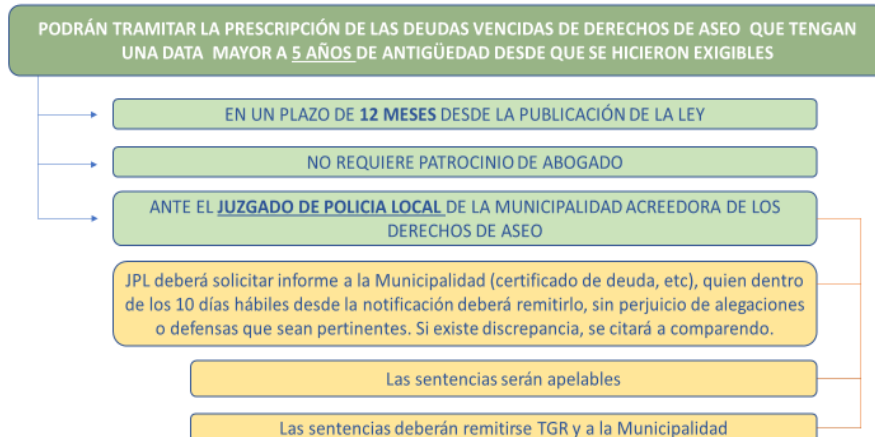 PODRÁN TRAMITAR LA PRESCRIPCIÓN DE LAS DEUDAS VENCIDAS DE DERECHOS DE ASEO QUE TENGAN
UNA DATA MAYOR A 5 AÑOS DE ANTIGÜEDAD DESDE QUE SE HICIERON EXIGIBLES
EN UN PLAZO DE 12 MESES DESDE LA PUBLICACIÓN DE LA LEY
NO REQUIERE PATROCINIO DE ABOGADO
ANTE EL JUZGADO DE POLICIA LOCAL DE LA MUNICIPALIDAD ACREEDORA DE LOS
DERECHOS DE ASEO
JPL deberá solicitar informe a la Municipalidad (certificado de deuda, etc), quien dentro
de los 10 días hábiles desde la notificación deberá remitirlo, sin perjuicio de alegaciones
o defensas que sean pertinentes. Si existe discrepancia, se citará a comparendo.
Las sentencias serán apelables
Las sentencias deberán remitirse TGR y a la Municipalidad